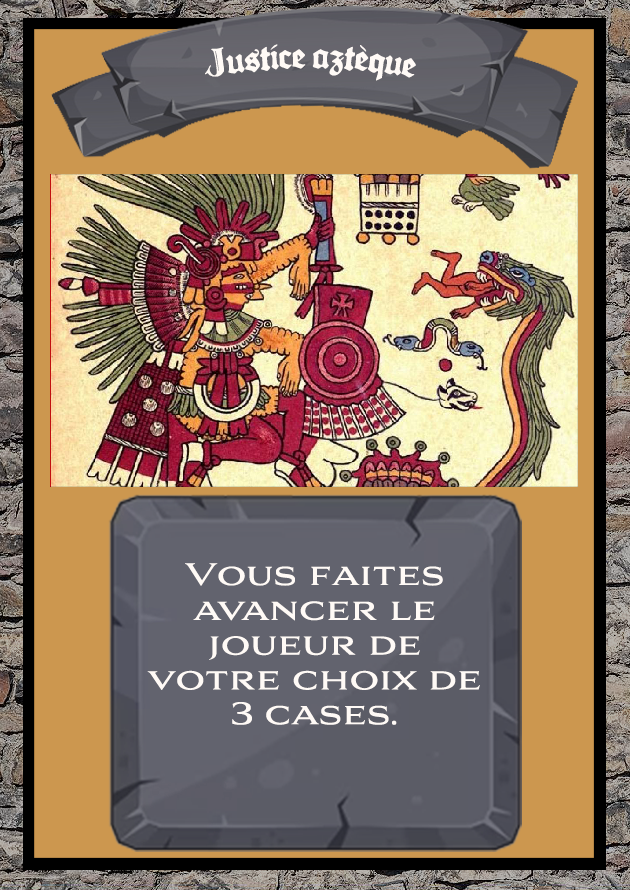 Justice aztèque
Vous faites
avancer le
joueur de
votre choix de
3 cases.